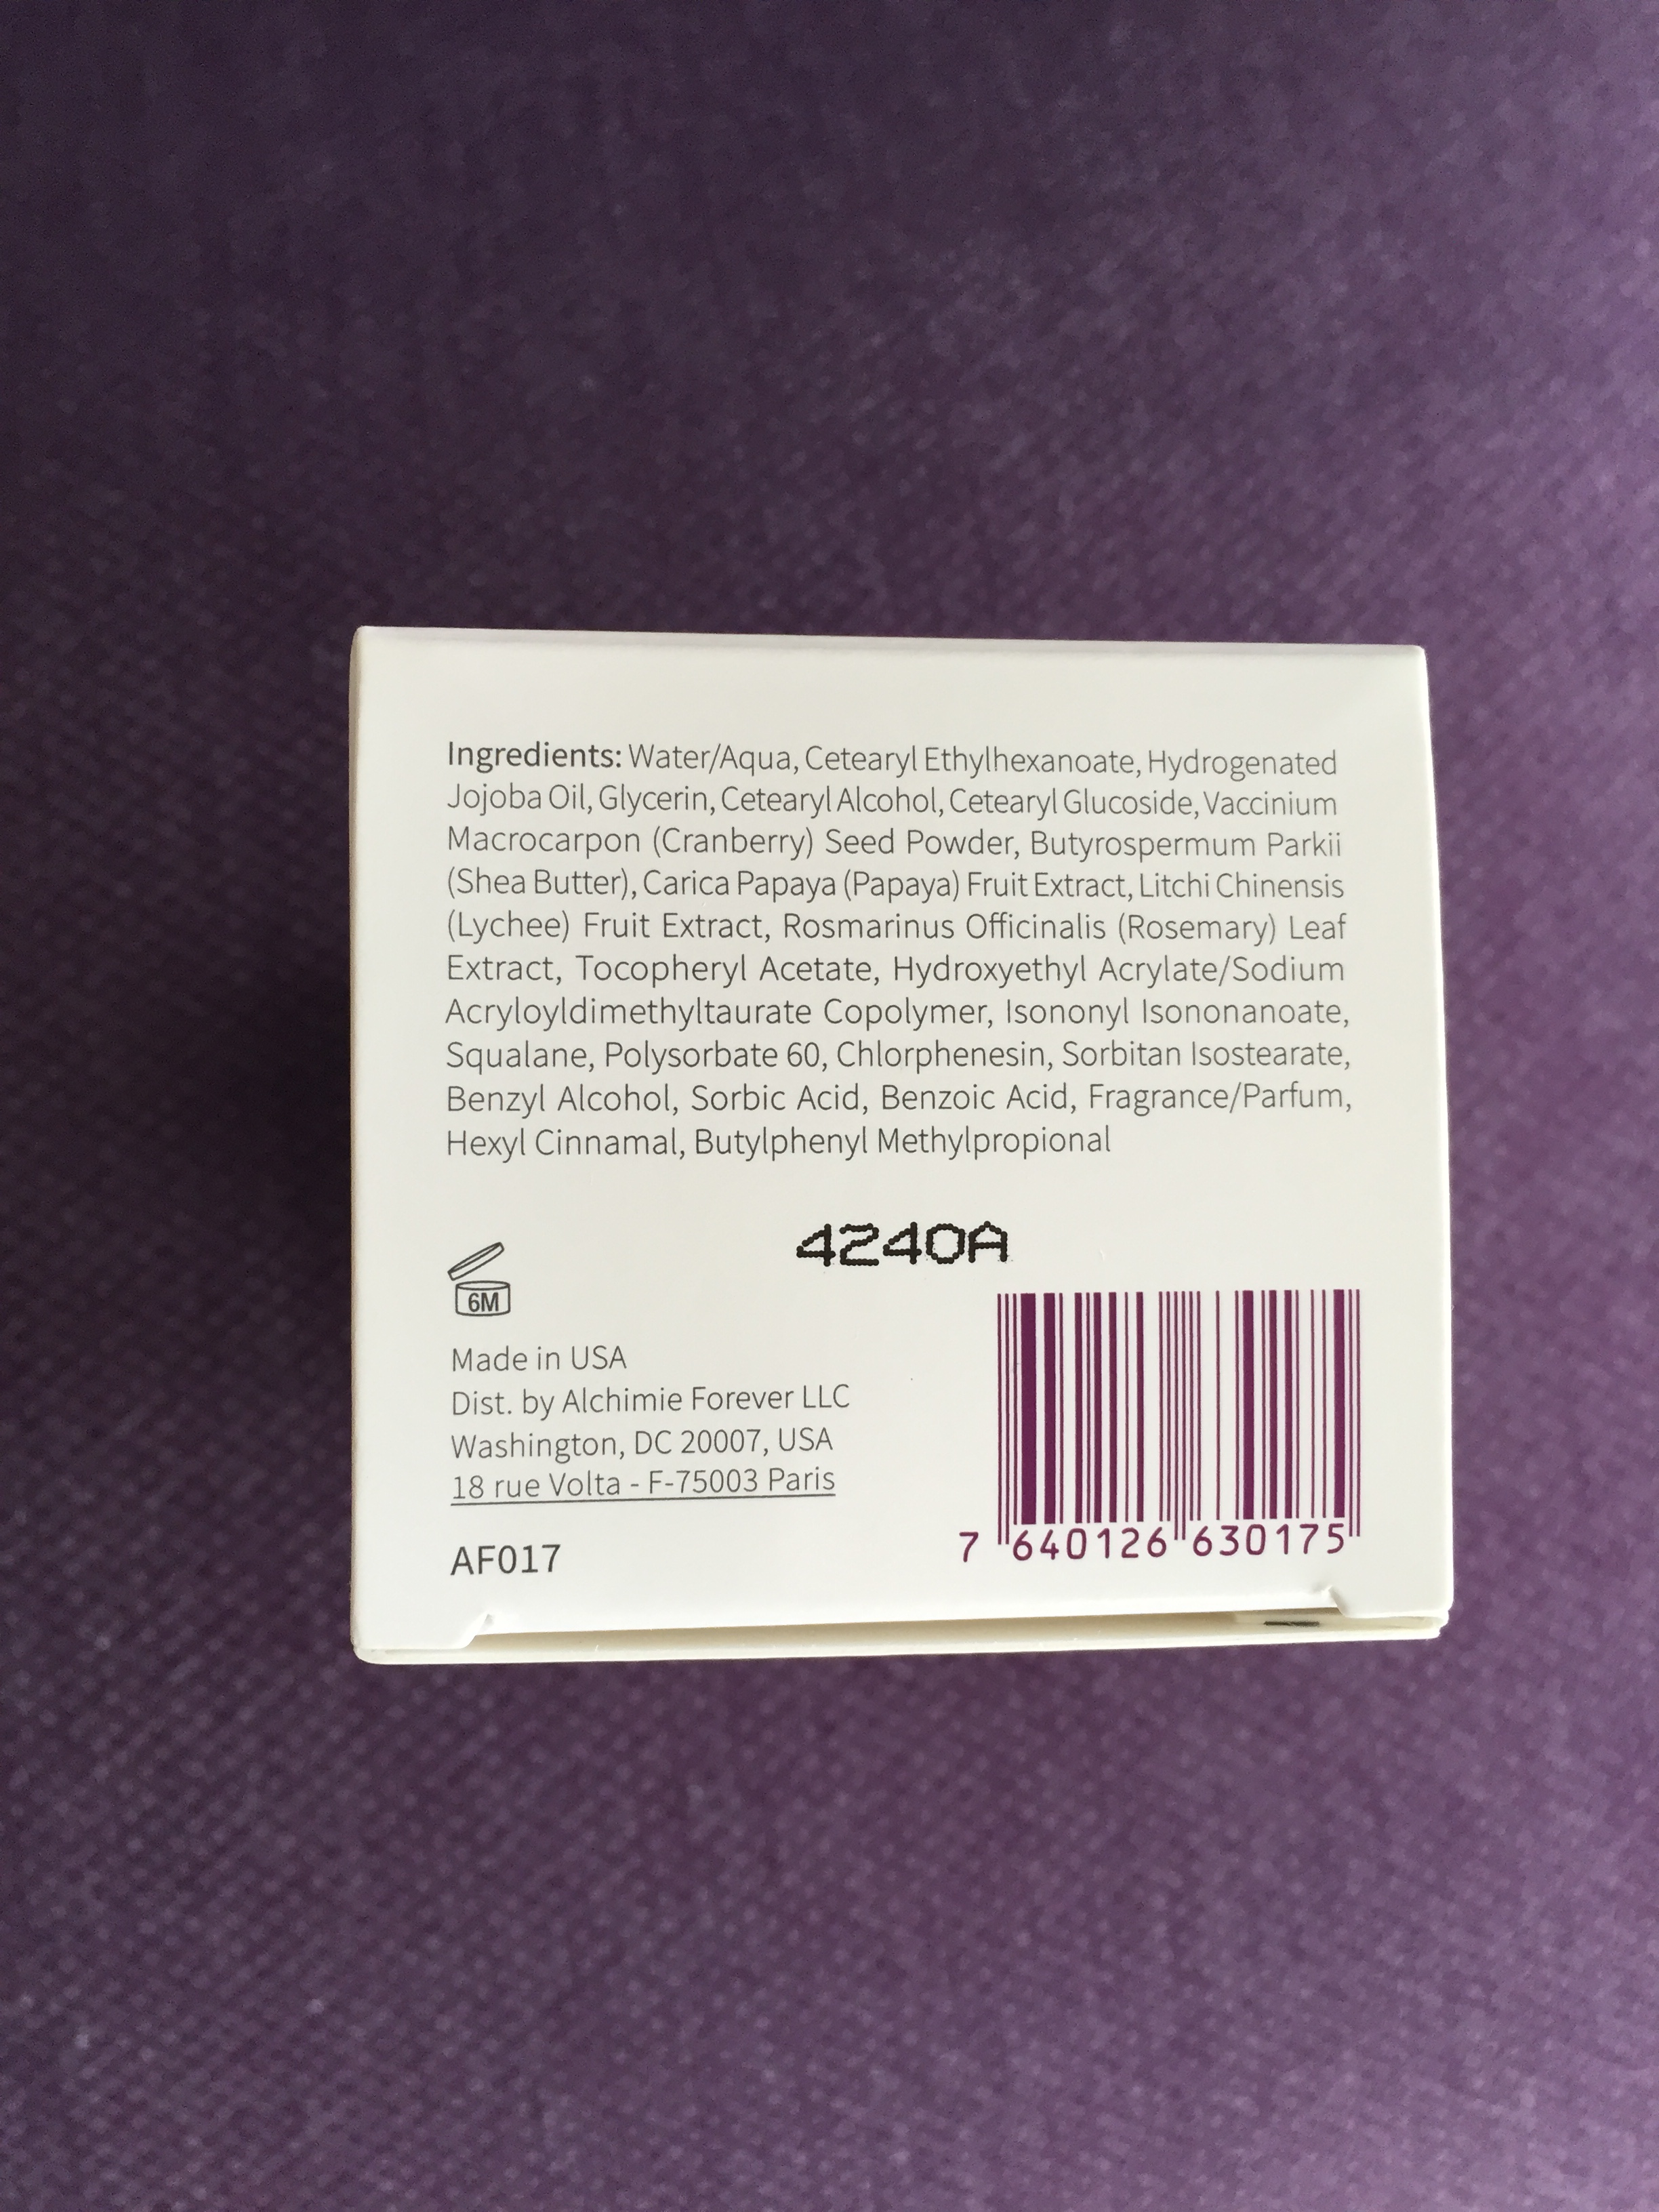 Ingredients: Water/Aqua, Cetearyl Ethylhexanoate, Hydrogenated
Jojoba Oil, Glycerin, Cetearyl Alcohol, Cetearyl Glucoside, Vaccinium
Macrocarpon (Cranberry) Seed Powder, Butyrospermum Parkii
(Shea Butter), Carica Papaya (Papaya) Fruit Extract, Litchi Chinensis
(Lychee) Fruit Extract, Rosmarinus Officinalis (Rosemary) Leaf
Extract, Tocopheryl Acetate, Hydroxyethyl Acrylate/Sodium
Acryloyldimethyltaurate Copolymer, Isononyl Isononanoate,
Squalane, Polysorbate 60, Chlorphenesin, Sorbitan Isostearate,
Benzyl Alcohol, Sorbic Acid, Benzoic Acid, Fragrance/Parfum,
Hexyl Cinnamal, Butylphenyl Methylpropional
4240A
6M
Made in USA
Dist. by Alchimie Forever LLC
Washington, DC 20007, USA
18 rue Volta - F-75003 Paris
AF017
7 640126 630175